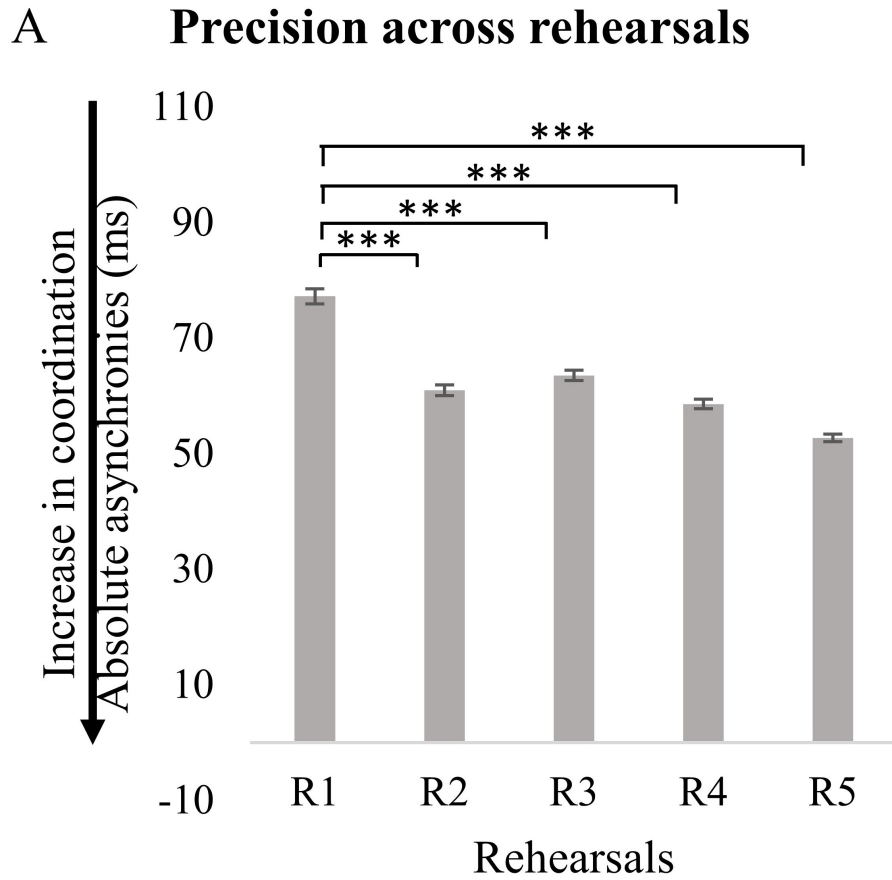 A
Precision across rehearsals
Increase in coordination
Absolute asynchronies (ms)
110
90
70
50
30
10
-10
***
***
***
***
R1 R2 R3 R4 R5
Rehearsals